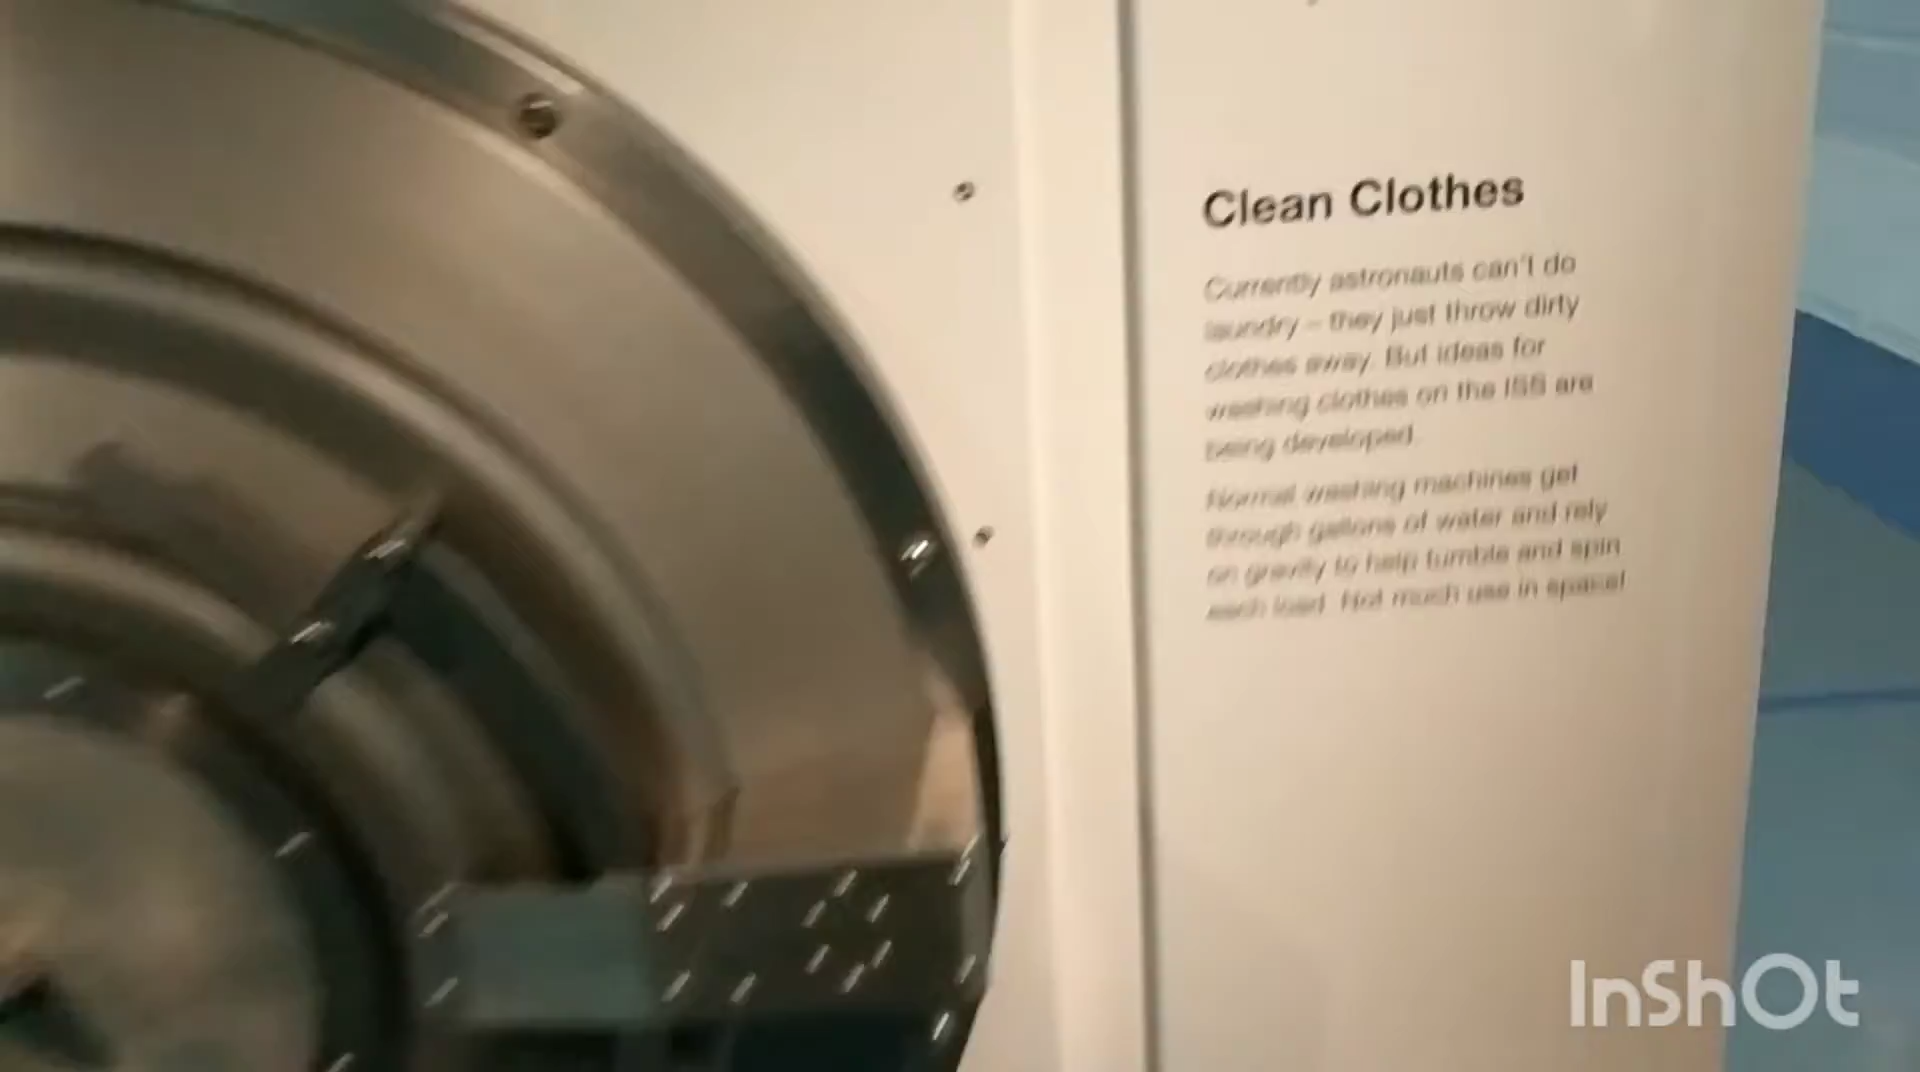 Clean Clothes
Currently astronauts can't do
laundry – they just throw dirty
clothes away. But ideas for
washing clothes on the ISS are
being developed.
Normal washing machines get
through gallons of water and rely
on gravity to help tumble and spin
each load. Not much use in space!
InShOt